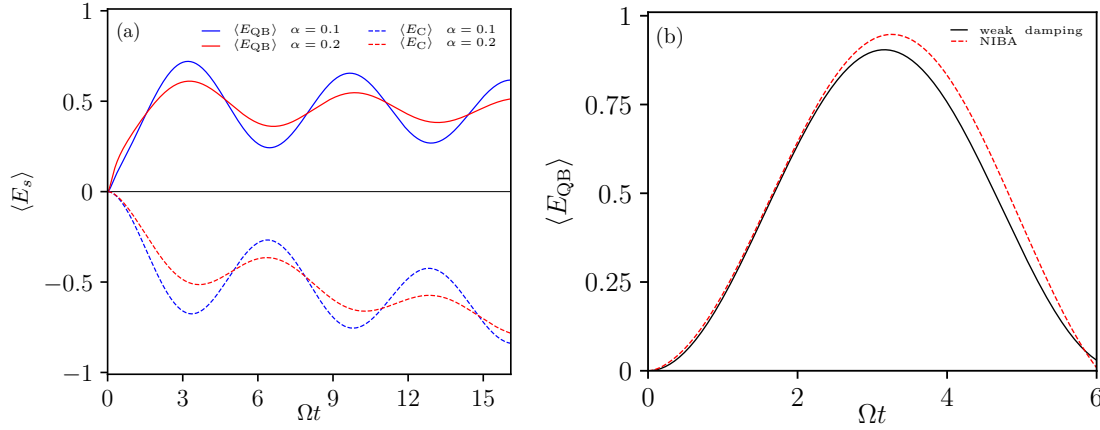 (a)
⟨E_QB⟩ α = 0.1
⟨E_QB⟩ α = 0.2
⟨E_C⟩ α = 0.1
⟨E_C⟩ α = 0.2
1
0.5
0
−0.5
−1
⟨E_s⟩
0 3 6 9 12 15
Ωt
(b)
weak damping
NIBA
1
0.75
0.5
0.25
0
⟨E_QB⟩
0 2 4 6
Ωt